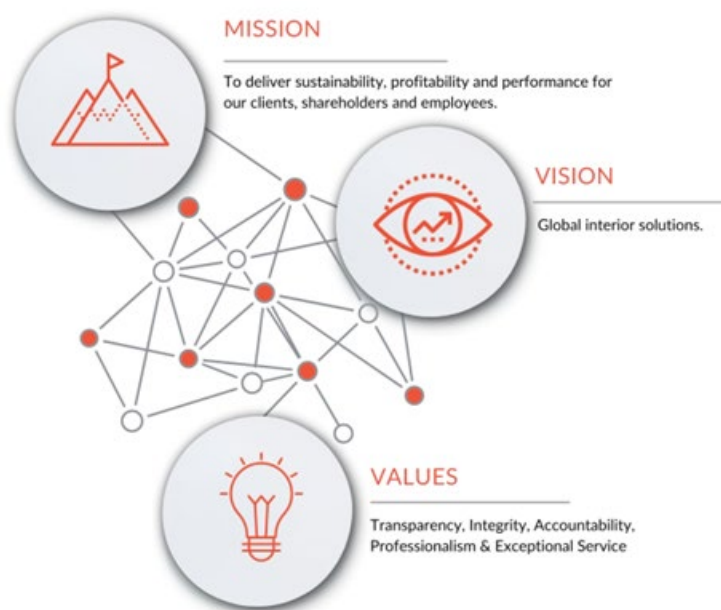 MISSION
To deliver sustainability, profitability and performance for
our clients, shareholders and employees.
VISION
Global interior solutions.
VALUES
Transparency, Integrity, Accountability,
Professionalism & Exceptional Service